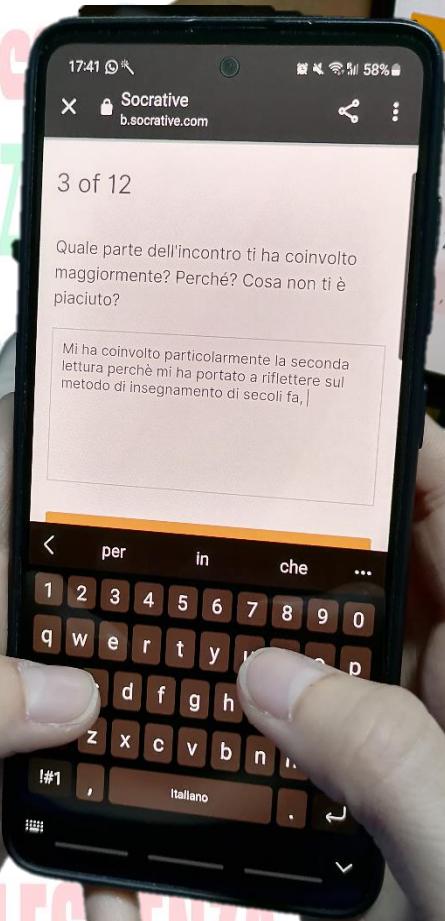 17:41
58%
Socrative
b.socrative.com
3 of 12
Quale parte dell'incontro ti ha coinvolto
maggiormente? Perché? Cosa non ti è
piaciuto?
Mi ha coinvolto particolarmente la seconda
lettura perchè mi ha portato a riflettere sul
metodo di insegnamento di secoli fa,
per in che ...
1 2 3 4 5 6 7 8 9 0
q w e r t y p
d f g h
z x c v b n
!#1 , Italiano .